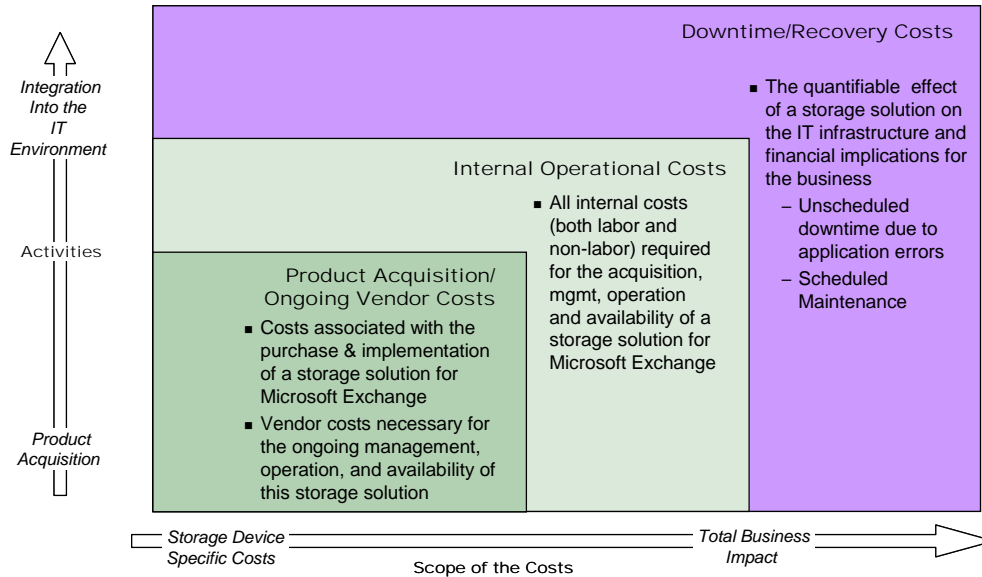 Downtime/Recovery Costs
■ The quantifiable effect
of a storage solution on
the IT infrastructure and
financial implications for
the business
– Unscheduled
downtime due to
application errors
– Scheduled
Maintenance
Internal Operational Costs
■ All internal costs
(both labor and
non-labor) required
for the acquisition,
mgmt, operation
and availability of a
storage solution for
Microsoft Exchange
Product Acquisition/
Ongoing Vendor Costs
■ Costs associated with the
purchase & implementation
of a storage solution for
Microsoft Exchange
■ Vendor costs necessary for
the ongoing management,
operation, and availability of
this storage solution
Integration
Into the
IT
Environment
Activities
Product
Acquisition
Storage Device
Specific Costs
Scope of the Costs
Total Business
Impact